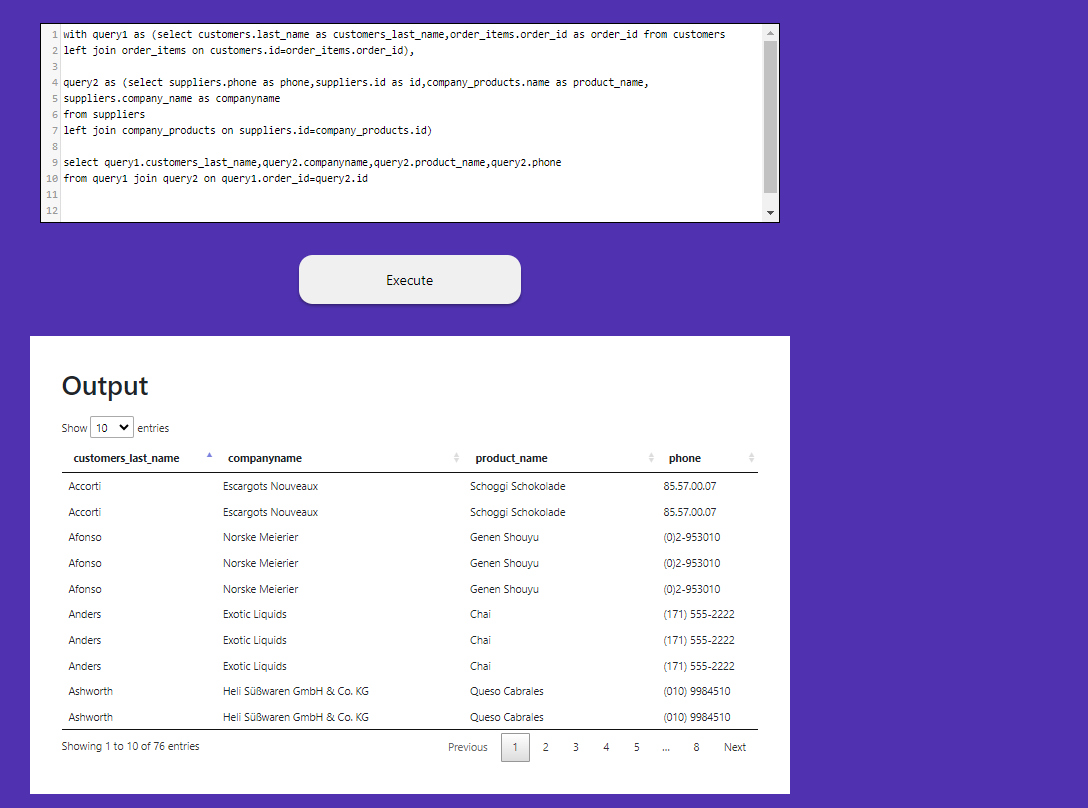 1 with query1 as (select customers.last_name as customers_last_name,order_items.order_id as order_id from customers
2 left join order_items on customers.id=order_items.order_id),
3
4 query2 as (select suppliers.phone as phone,suppliers.id as id,company_products.name as product_name,
5 suppliers.company_name as companyname
6 from suppliers
7 left join company_products on suppliers.id=company_products.id)
8
9 select query1.customers_last_name,query2.companyname,query2.product_name,query2.phone
10 from query1 join query2 on query1.order_id=query2.id
11
12
Execute
Output
Show 10 entries
customers_last_name companyname product_name phone
Accorti Escargots Nouveaux Schoggi Schokolade 85.57.00.07
Accorti Escargots Nouveaux Schoggi Schokolade 85.57.00.07
Afonso Norske Meierier Genen Shouyu (0)2-953010
Afonso Norske Meierier Genen Shouyu (0)2-953010
Afonso Norske Meierier Genen Shouyu (0)2-953010
Anders Exotic Liquids Chai (171) 555-2222
Anders Exotic Liquids Chai (171) 555-2222
Anders Exotic Liquids Chai (171) 555-2222
Ashworth Heli Süßwaren GmbH & Co. KG Queso Cabrales (010) 9984510
Ashworth Heli Süßwaren GmbH & Co. KG Queso Cabrales (010) 9984510
Showing 1 to 10 of 76 entries Previous 1 2 3 4 5 ... 8 Next